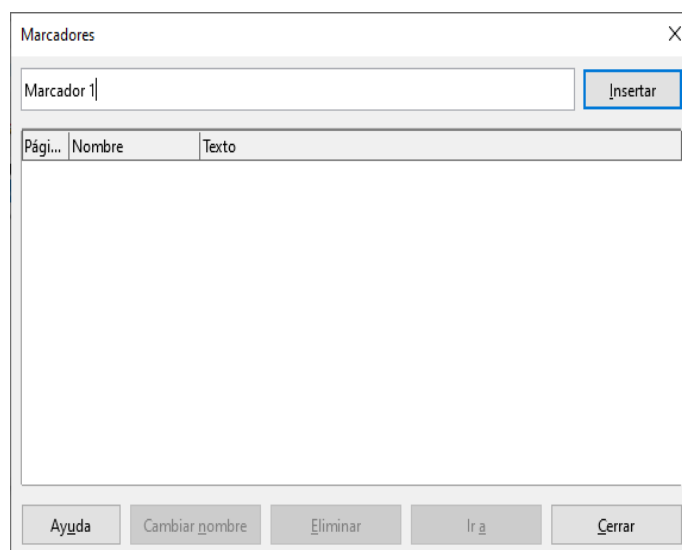 Marcadores
Marcador 1
Insertar
Pági... Nombre Texto
Ayuda Cambiar nombre Eliminar Ir a Cerrar